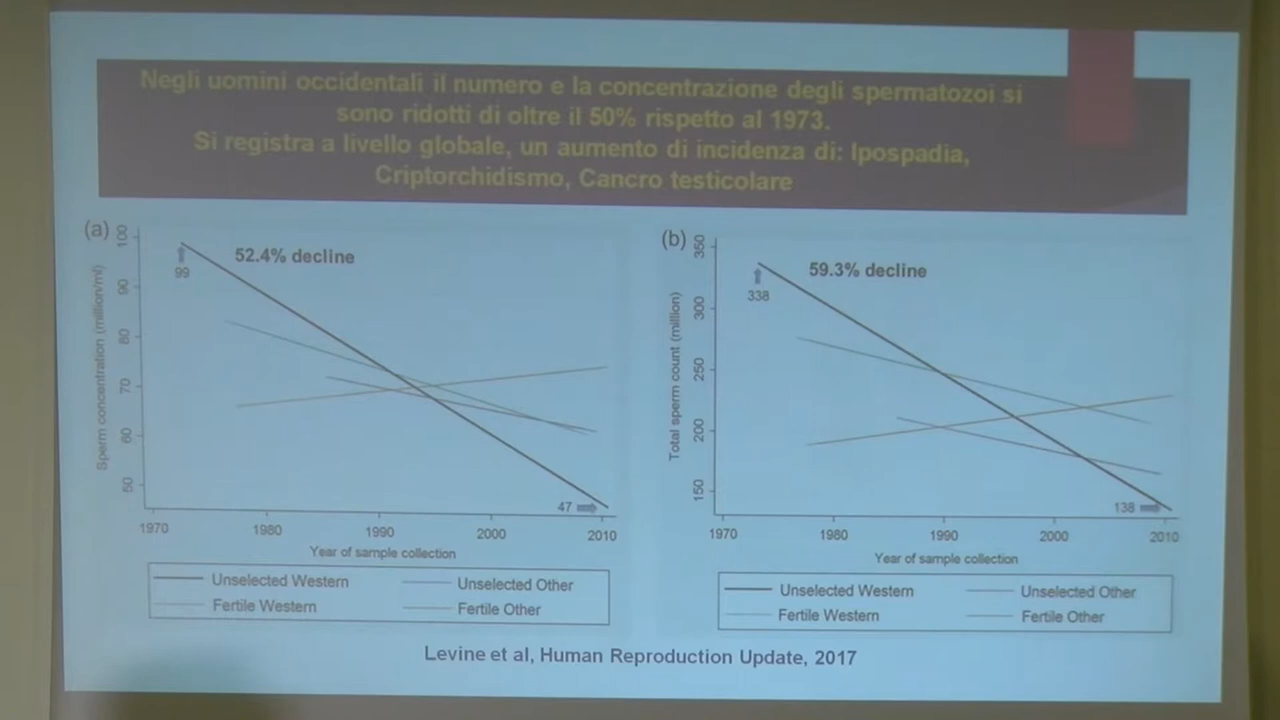 Negli uomini occidentali il numero e la concentrazione degli spermatozoi si
sono ridotti di oltre il 50% rispetto al 1973.
Si registra a livello globale, un aumento di incidenza di: Ipospadia,
Criptorchidismo, Cancro testicolare
(a)
Sperm concentration (million/ml)
100
90
80
70
60
50
52.4% decline
99
47
1970 1980 1990 2000 2010
Year of sample collection
Unselected Western Unselected Other
Fertile Western Fertile Other
(b)
Total sperm count (million)
350
300
250
200
150
59.3% decline
338
138
1970 1980 1990 2000 2010
Year of sample collection
Unselected Western Unselected Other
Fertile Western Fertile Other
Levine et al, Human Reproduction Update, 2017